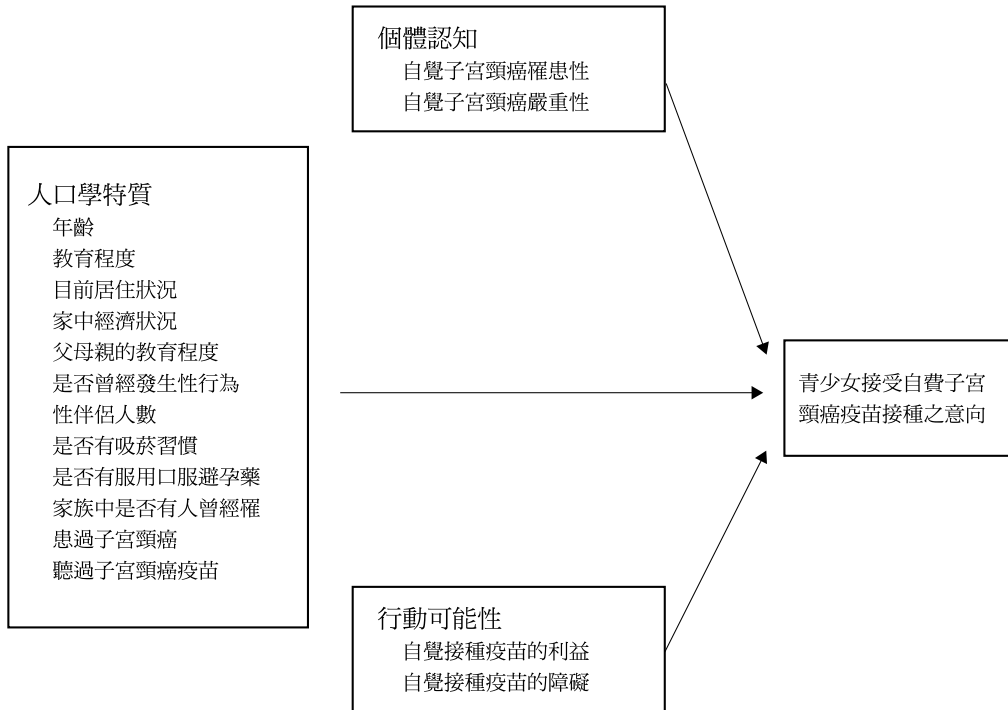 個體認知
自覺子宮頸癌罹患性
自覺子宮頸癌嚴重性
人口學特質
年齡
教育程度
目前居住狀況
家中經濟狀況
父母親的教育程度
是否曾經發生性行為
性伴侶人數
是否有吸菸習慣
是否有服用口服避孕藥
家族中是否有人曾經罹
患過子宮頸癌
聽過子宮頸癌疫苗
青少女接受自費子宮
頸癌疫苗接種之意向
行動可能性
自覺接種疫苗的利益
自覺接種疫苗的障礙